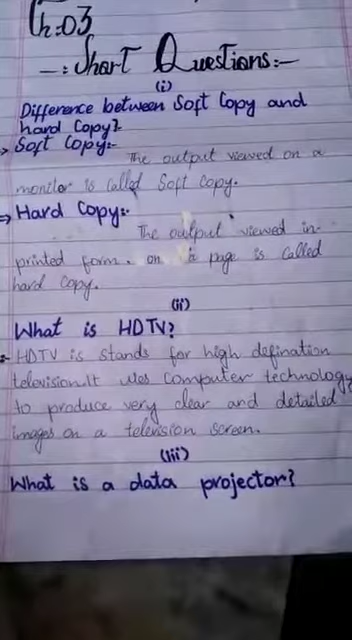 Ch:03
-: Short Questions:-
(i)
Difference between Soft Copy and
hard Copy?
→ Soft Copy:-
The output viewed on a
monitor is called Soft Copy.
⇒ Hard Copy:-
The output viewed in
printed form. on a page is called
hard Copy.
(ii)
What is HDTV?
:- HDTV is stands for high defination
television.It uses Computer technology
to produce very clear and detailed
images on a television screen.
(iii)
What is a data projector?